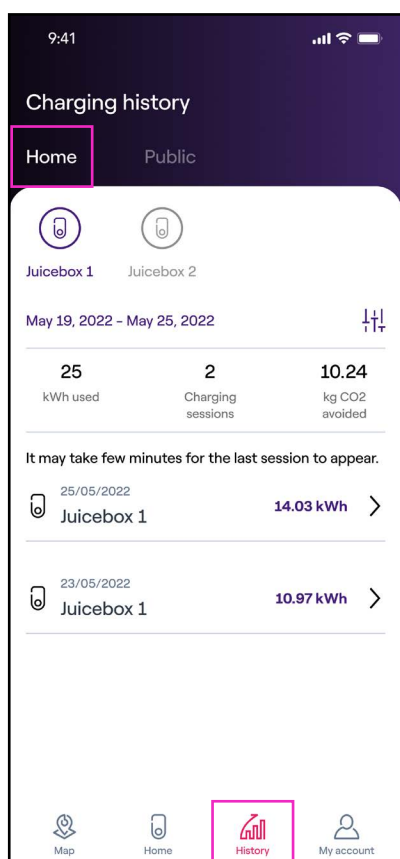 9:41
Charging history
Home Public
Juicebox 1 Juicebox 2
May 19, 2022 - May 25, 2022
25 2 10.24
kWh used Charging sessions kg CO2 avoided
It may take few minutes for the last session to appear.
25/05/2022
Juicebox 1 14.03 kWh
23/05/2022
Juicebox 1 10.97 kWh
Map Home History My account